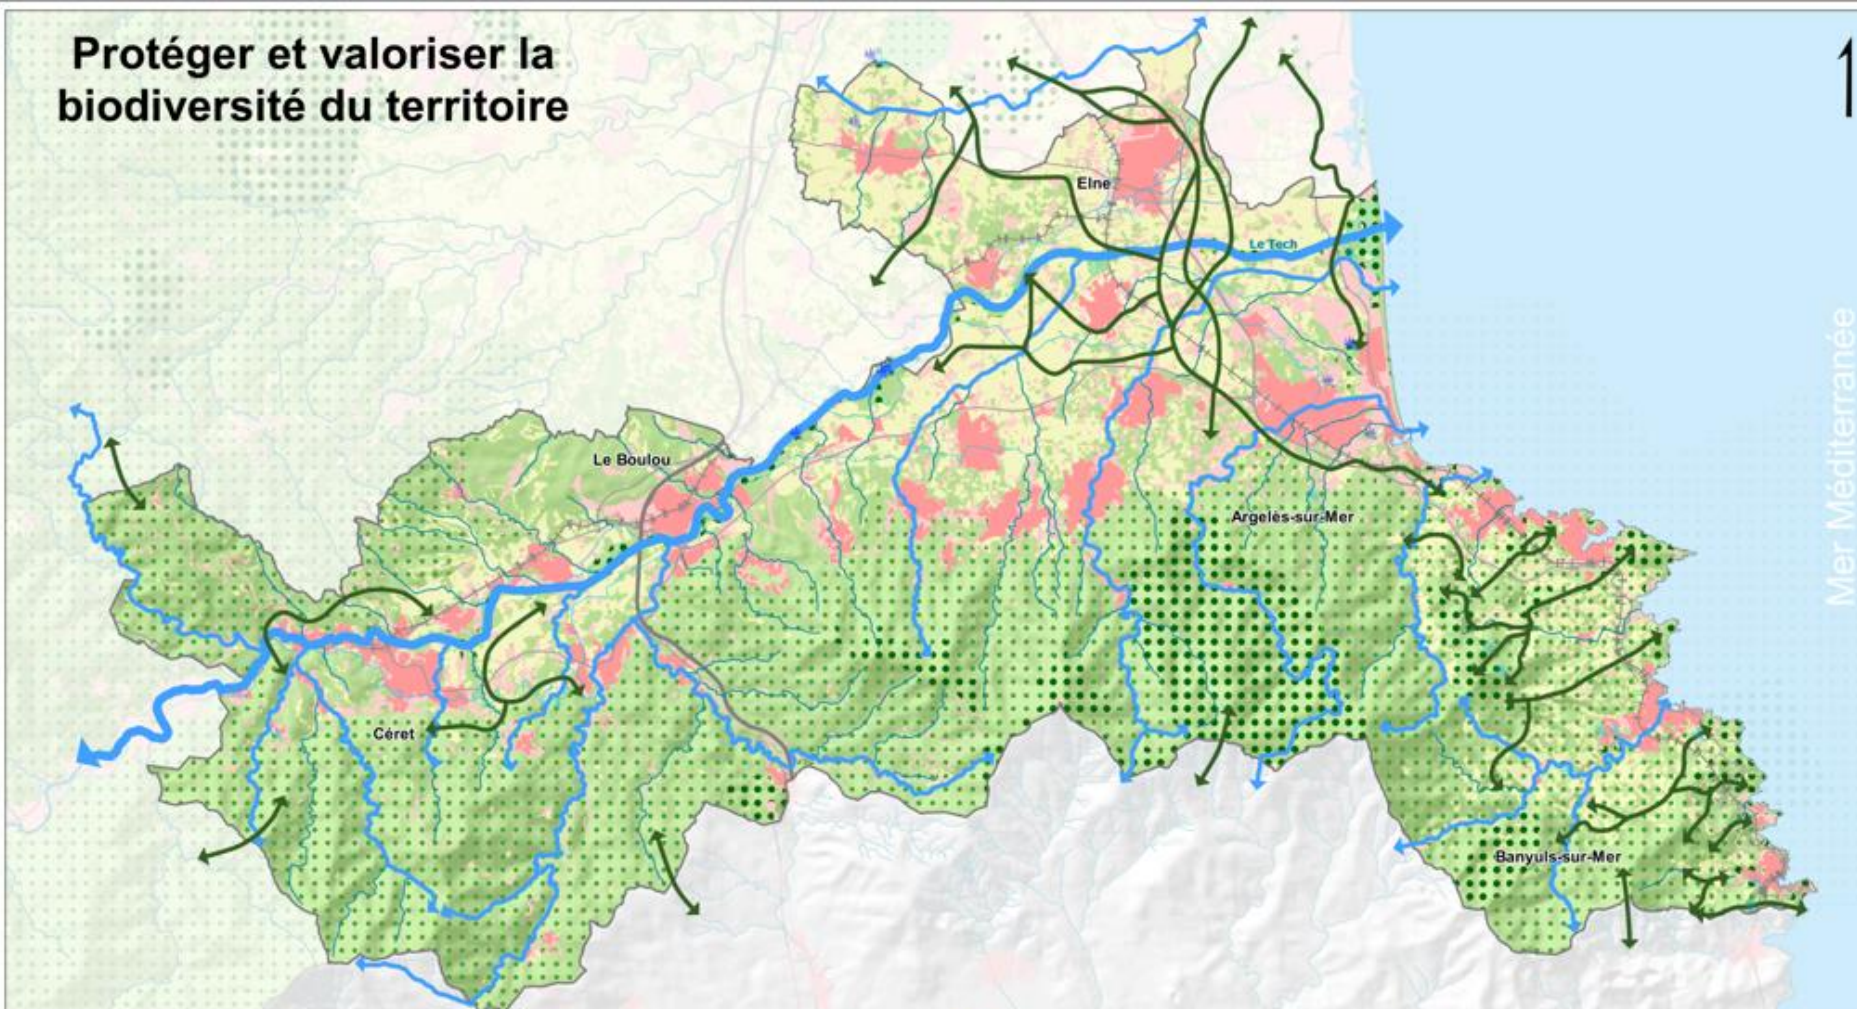 Protéger et valoriser la
biodiversité du territoire
Elne
Le Tech
Le Boulou
Argelès-sur-Mer
Mer Méditerranée
Céret
Banyuls-sur-Mer